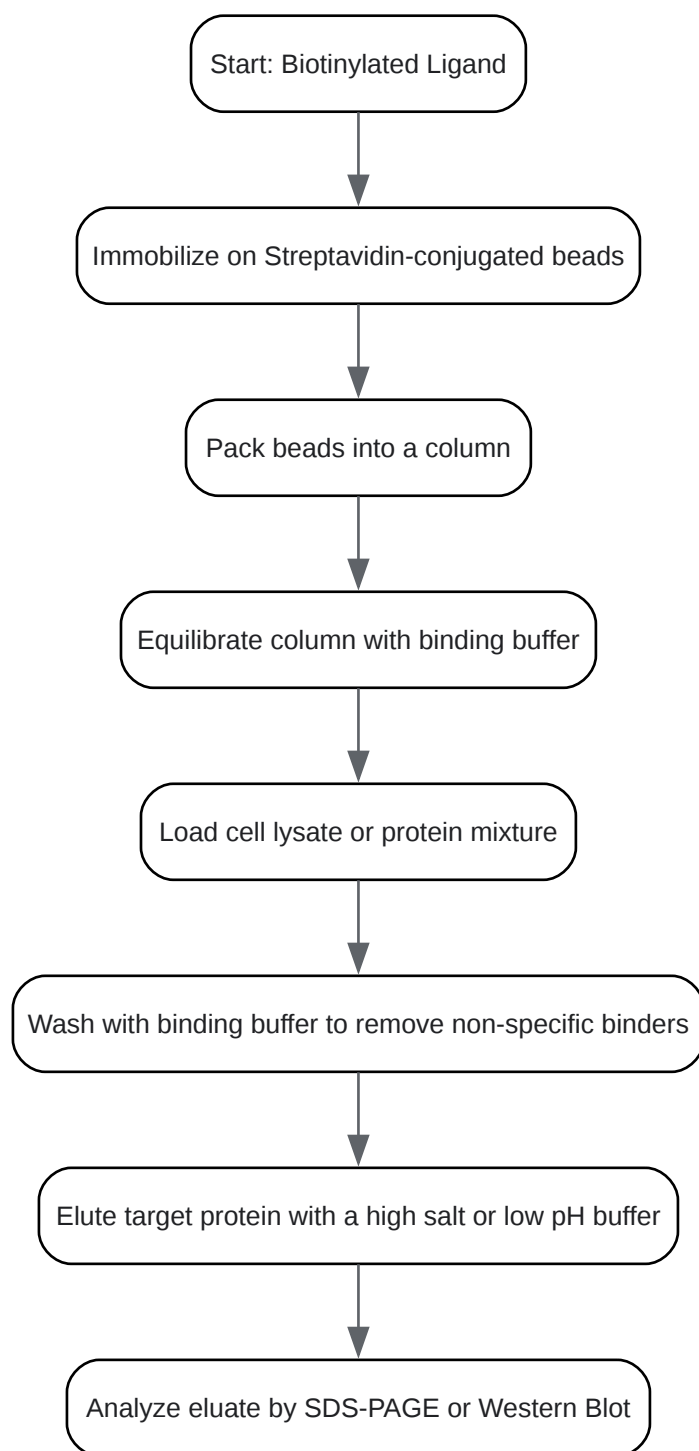 Start: Biotinylated Ligand
Immobilize on Streptavidin-conjugated beads
Pack beads into a column
Equilibrate column with binding buffer
Load cell lysate or protein mixture
Wash with binding buffer to remove non-specific binders
Elute target protein with a high salt or low pH buffer
Analyze eluate by SDS-PAGE or Western Blot